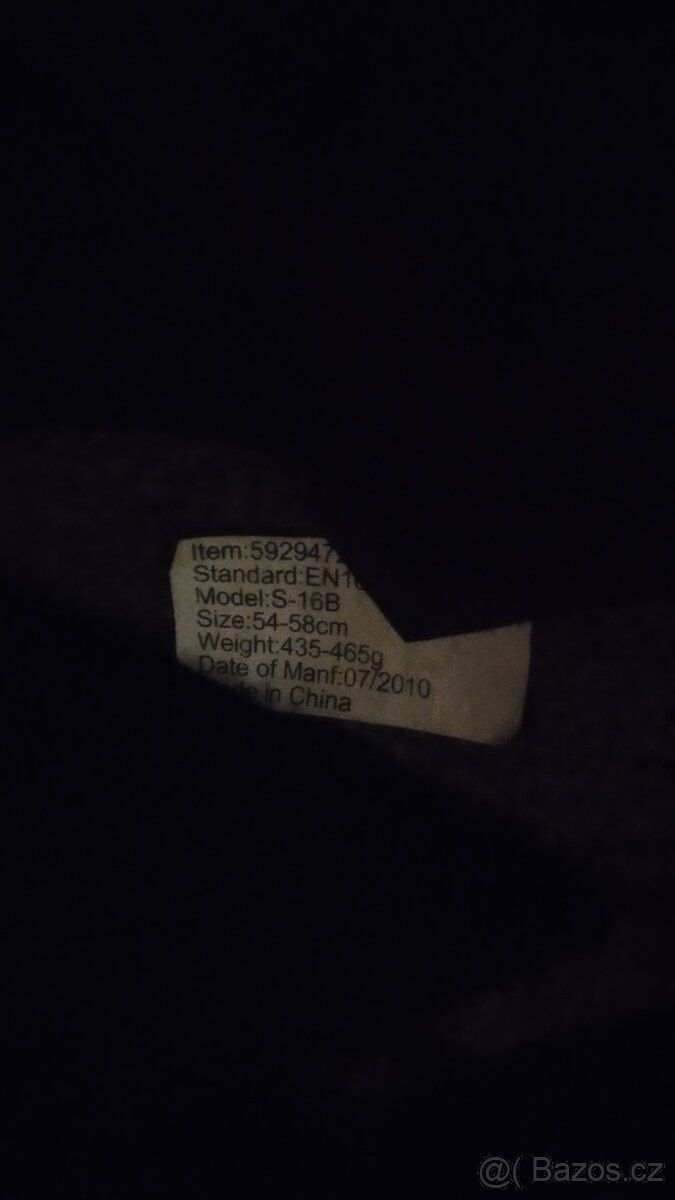 Item:592947
Standard:EN1
Model:S-16B
Size:54-58cm
Weight:435-465g
Date of Manf:07/2010
in China
@( Bazos.cz